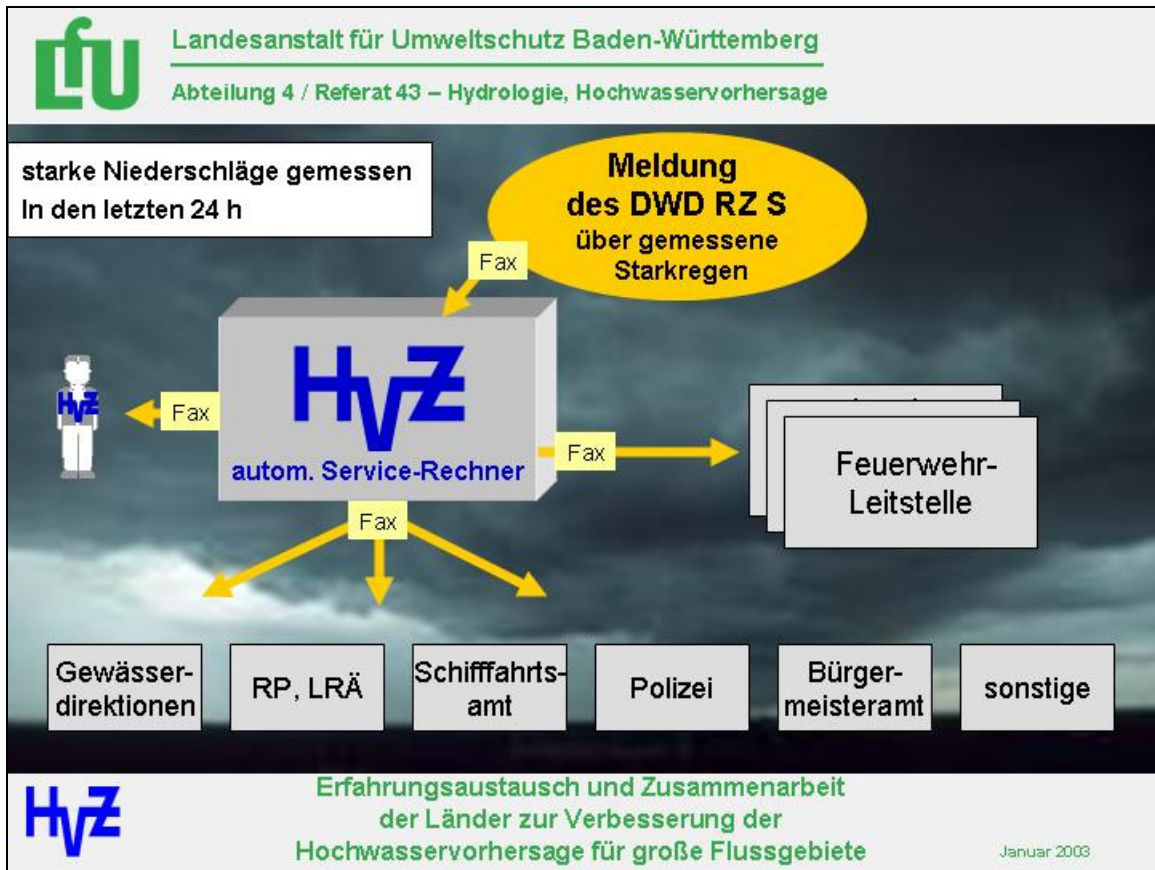 LfU
Landesanstalt für Umweltschutz Baden-Württemberg
Abteilung 4 / Referat 43 – Hydrologie, Hochwasservorhersage
starke Niederschläge gemessen
In den letzten 24 h
Meldung
des DWD RZ S
über gemessene
Starkregen
Fax
HVZ
autom. Service-Rechner
HVZ
Fax
Fax
Fax
Feuerwehr-
Leitstelle
Gewässer-
direktionen
RP, LRÄ
Schifffahrts-
amt
Polizei
Bürger-
meisteramt
sonstige
HVZ
Erfahrungsaustausch und Zusammenarbeit
der Länder zur Verbesserung der
Hochwasservorhersage für große Flussgebiete
Januar 2003